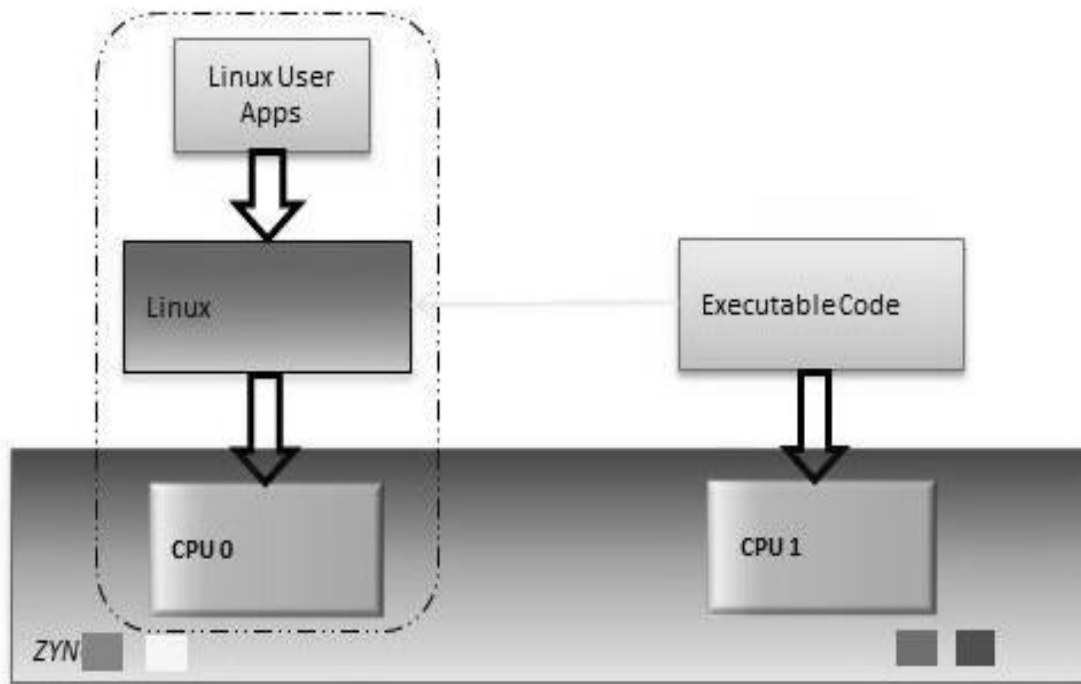 Linux User
Apps
Linux
Executable Code
CPU 0
CPU 1
ZYN